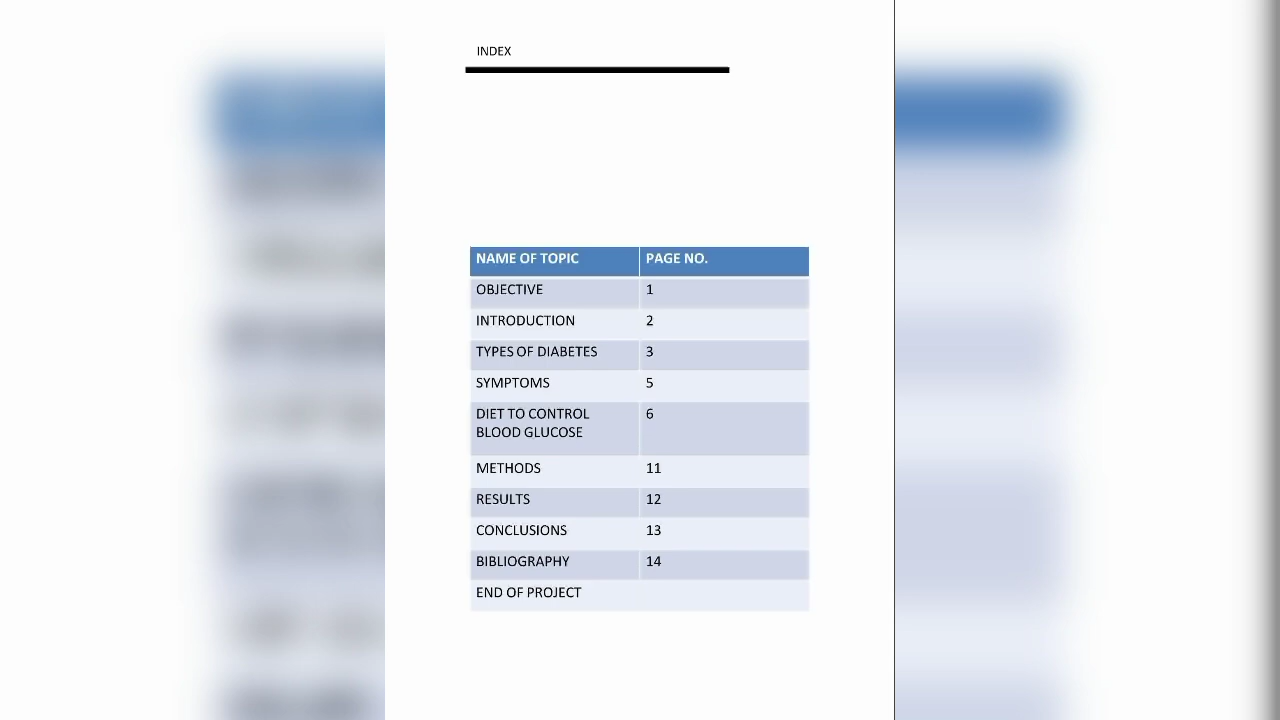 INDEX
NAME OF TOPIC PAGE NO.
OBJECTIVE 1
INTRODUCTION 2
TYPES OF DIABETES 3
SYMPTOMS 5
DIET TO CONTROL 6
BLOOD GLUCOSE
METHODS 11
RESULTS 12
CONCLUSIONS 13
BIBLIOGRAPHY 14
END OF PROJECT